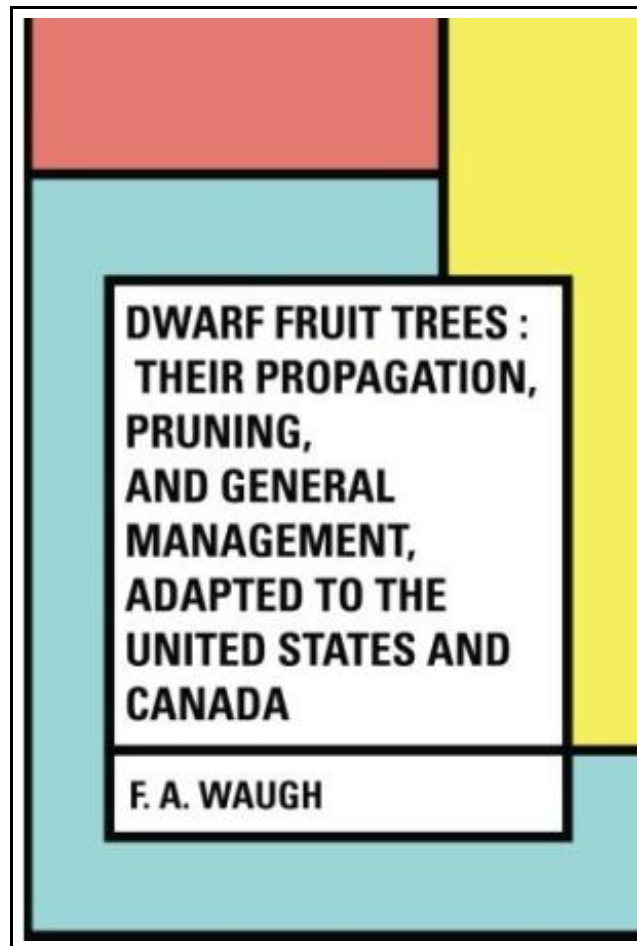 DWARF FRUIT TREES :
THEIR PROPAGATION,
PRUNING,
AND GENERAL
MANAGEMENT,
ADAPTED TO THE
UNITED STATES AND
CANADA
F. A. WAUGH